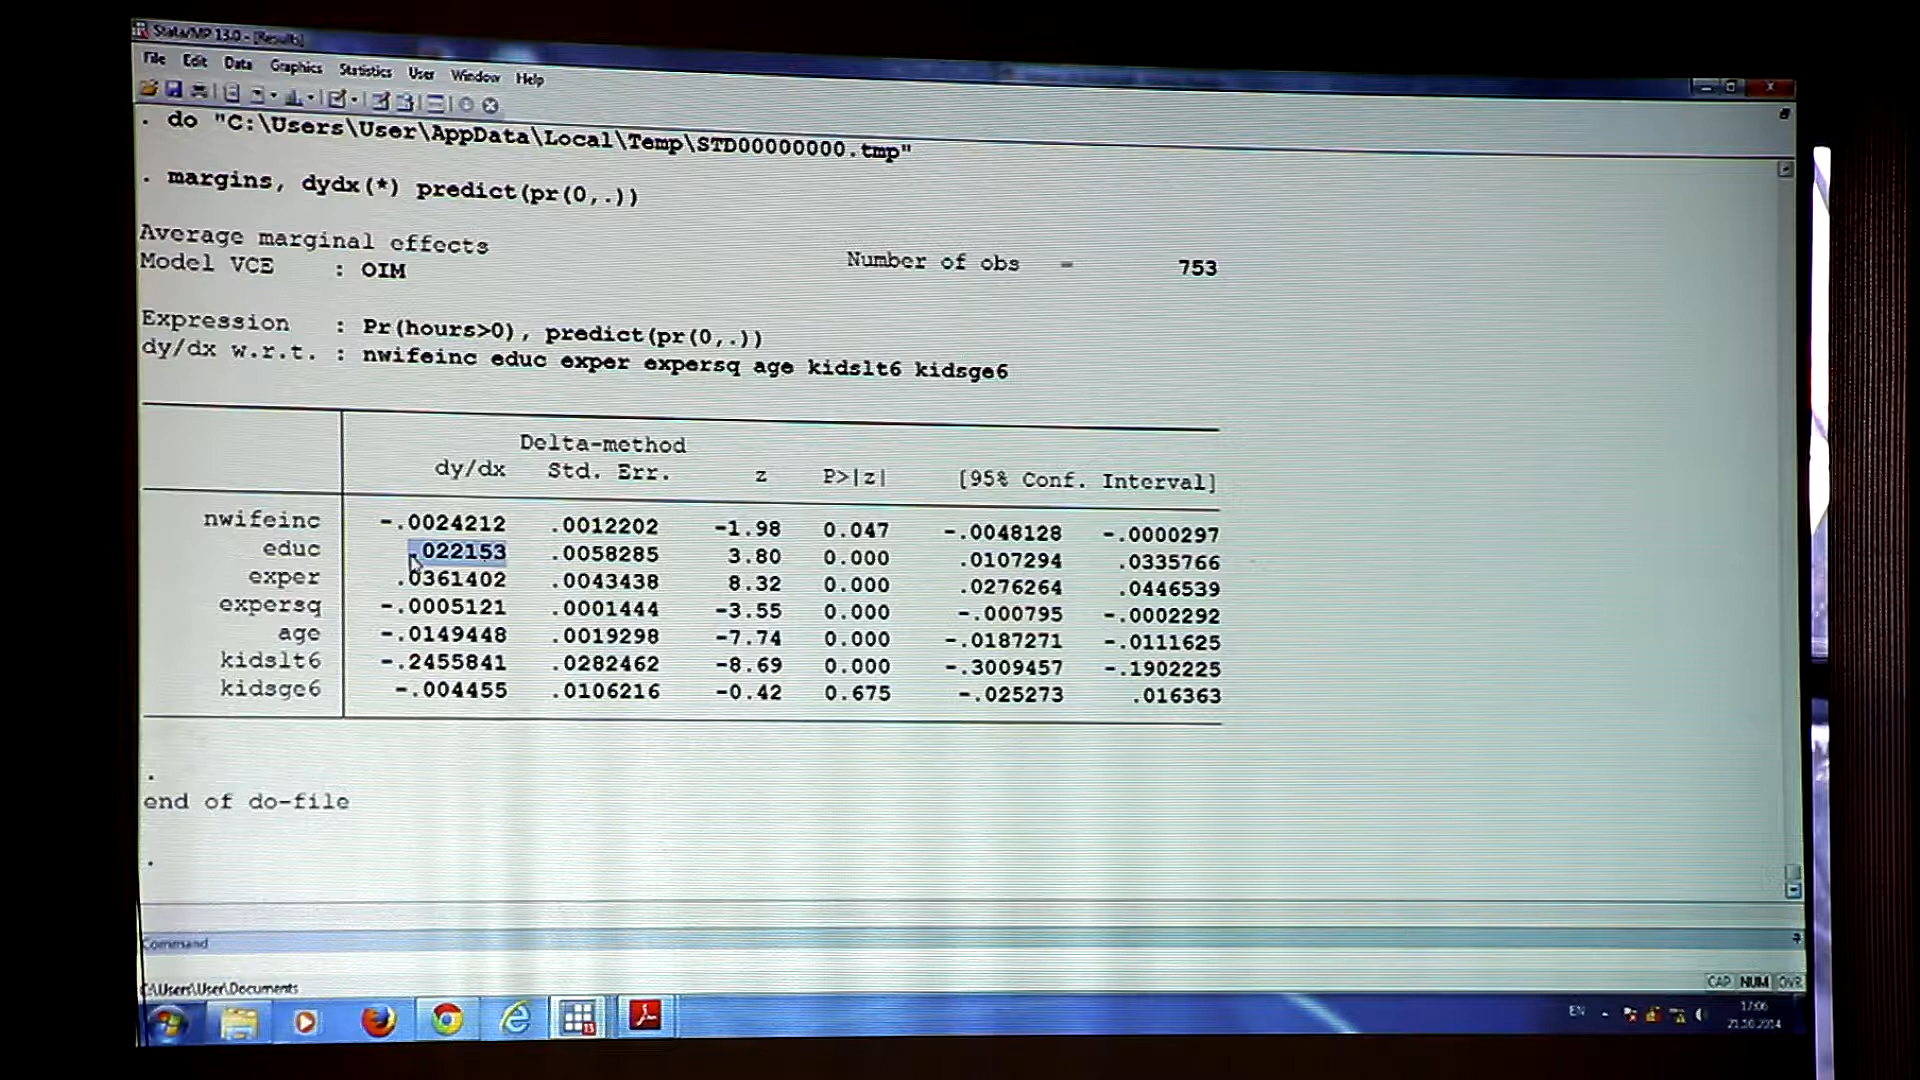 Stata/MP 13.0 - [Results]
File Edit Data Graphics Statistics User Window Help
. do "C:\Users\User\AppData\Local\Temp\STD00000000.tmp"
. margins, dydx(*) predict(pr(0,.))
Average marginal effects Number of obs = 753
Model VCE : OIM
Expression : Pr(hours>0), predict(pr(0,.))
dy/dx w.r.t. : nwifeinc educ exper expersq age kidslt6 kidsge6
Delta-method
dy/dx Std. Err. z P>|z| [95% Conf. Interval]
nwifeinc -.0024212 .0012202 -1.98 0.047 -.0048128 -.0000297
educ .022153 .0058285 3.80 0.000 .0107294 .0335766
exper .0361402 .0043438 8.32 0.000 .0276264 .0446539
expersq -.0005121 .0001444 -3.55 0.000 -.000795 -.0002292
age -.0149448 .0019298 -7.74 0.000 -.0187271 -.0111625
kidslt6 -.2455841 .0282462 -8.69 0.000 -.3009457 -.1902225
kidsge6 -.004455 .0106216 -0.42 0.675 -.025273 .016363
.
end of do-file
.
Command
C:\Users\User\Documents
CAP NUM OVR
EN
17:06
21.10.2014